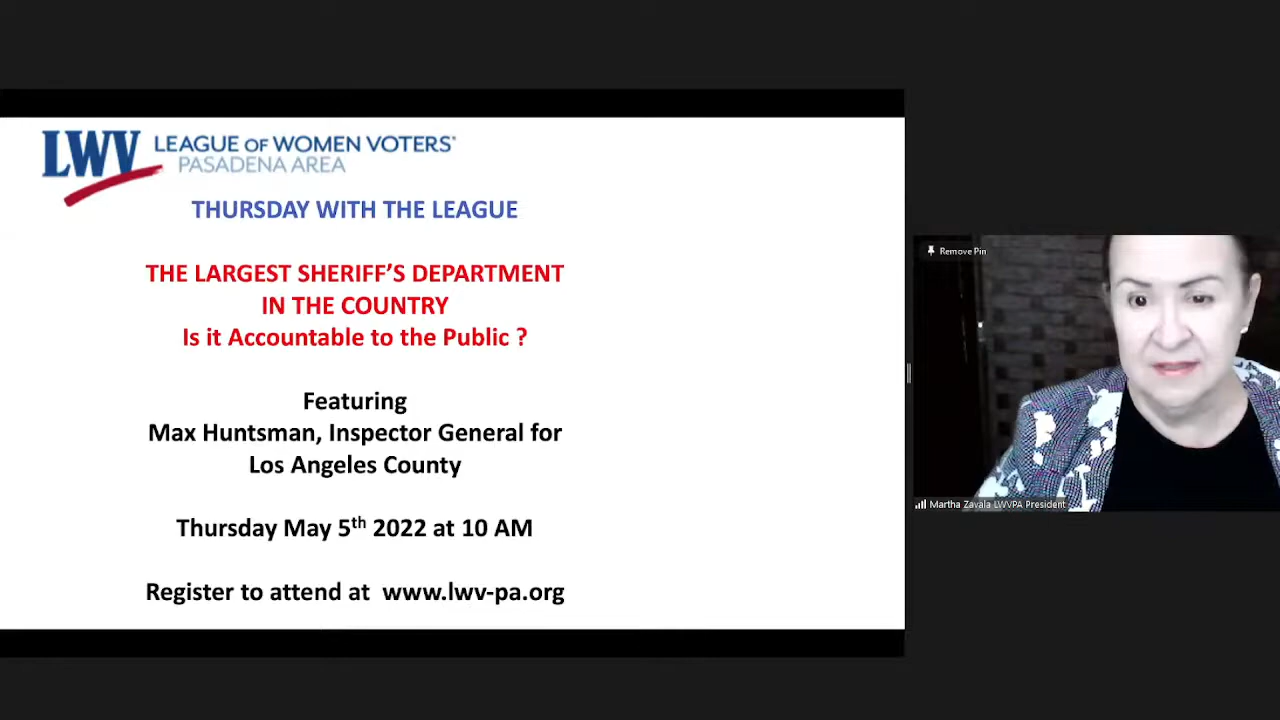 LWV LEAGUE OF WOMEN VOTERS®
PASADENA AREA
THURSDAY WITH THE LEAGUE
THE LARGEST SHERIFF'S DEPARTMENT
IN THE COUNTRY
Is it Accountable to the Public ?
Featuring
Max Huntsman, Inspector General for
Los Angeles County
Thursday May 5th 2022 at 10 AM
Register to attend at www.lwv-pa.org
Remove Pin
Martha Zavala LWVPA President